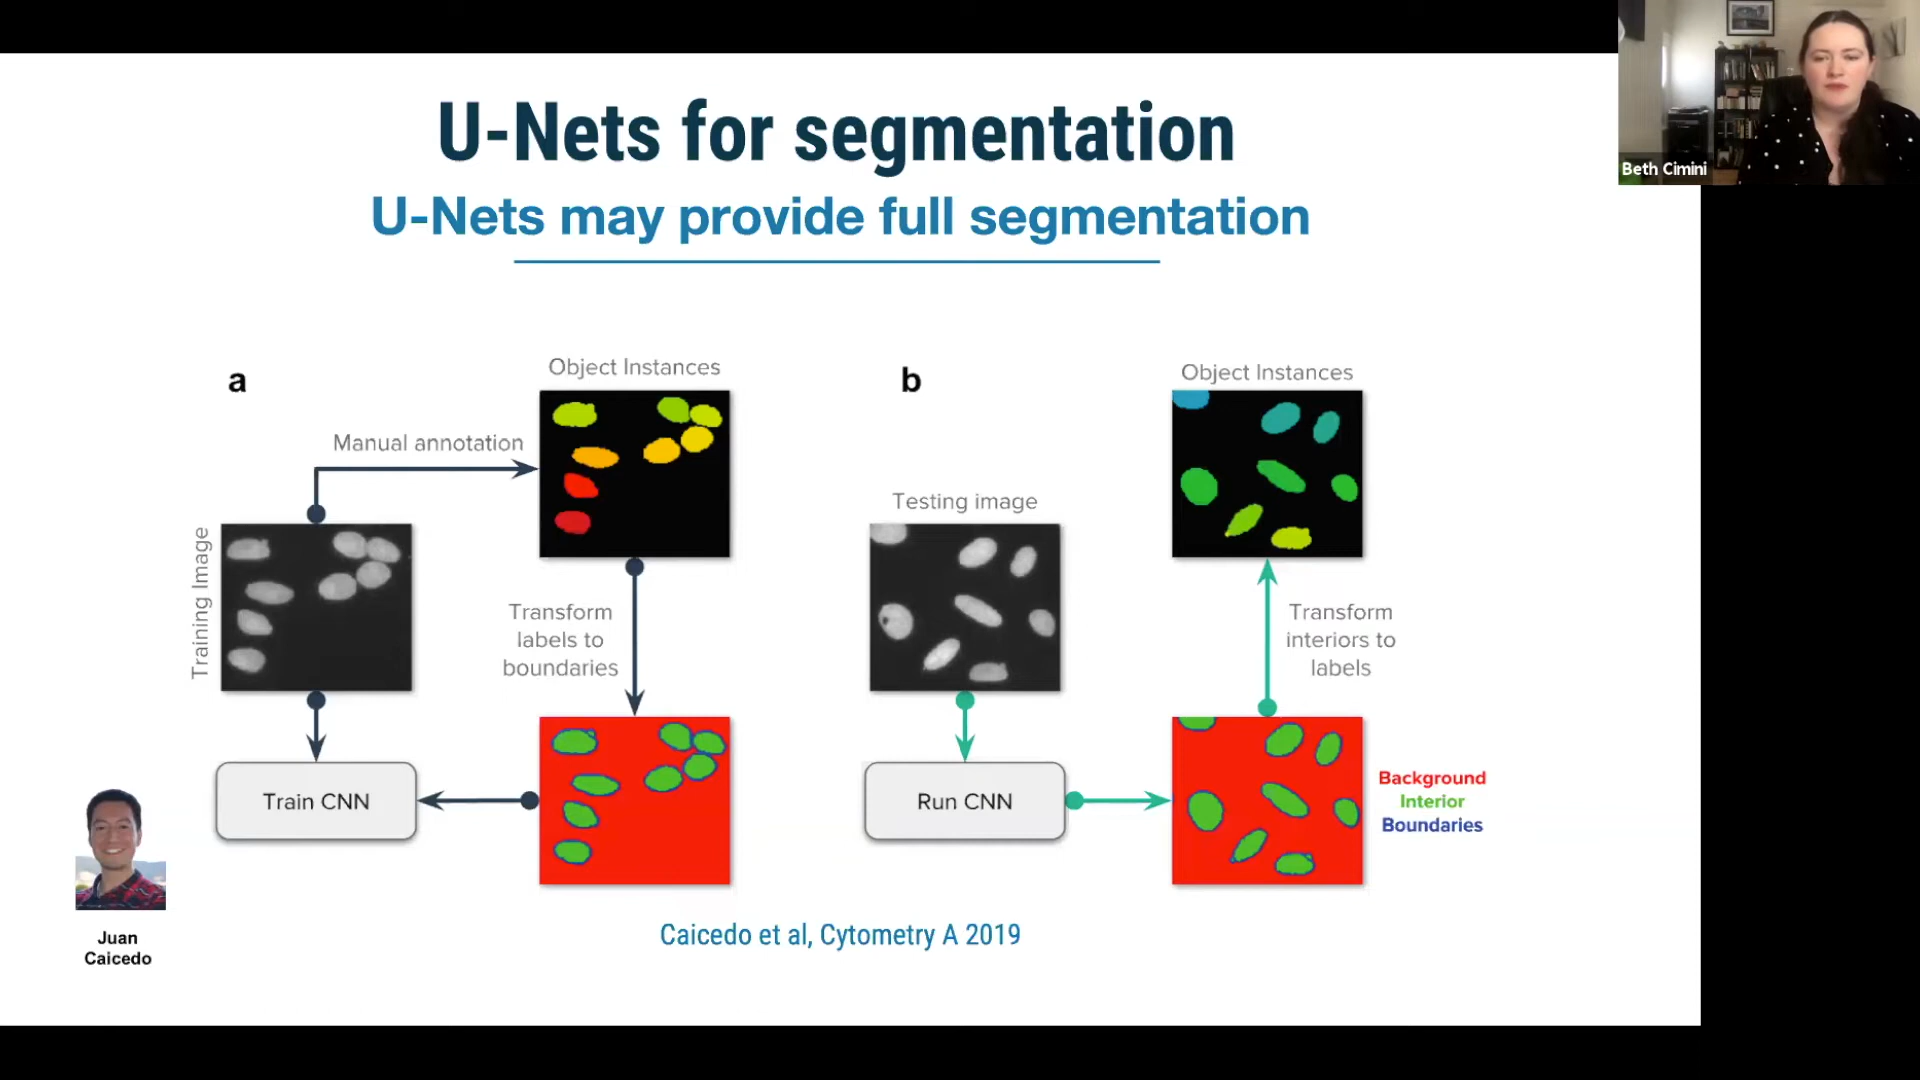 U-Nets for segmentation
U-Nets may provide full segmentation
Beth Cimini
a
Object Instances
Manual annotation
Training Image
Transform
labels to
boundaries
Train CNN
b
Object Instances
Testing image
Transform
interiors to
labels
Run CNN
Background
Interior
Boundaries
Juan
Caicedo
Caicedo et al, Cytometry A 2019